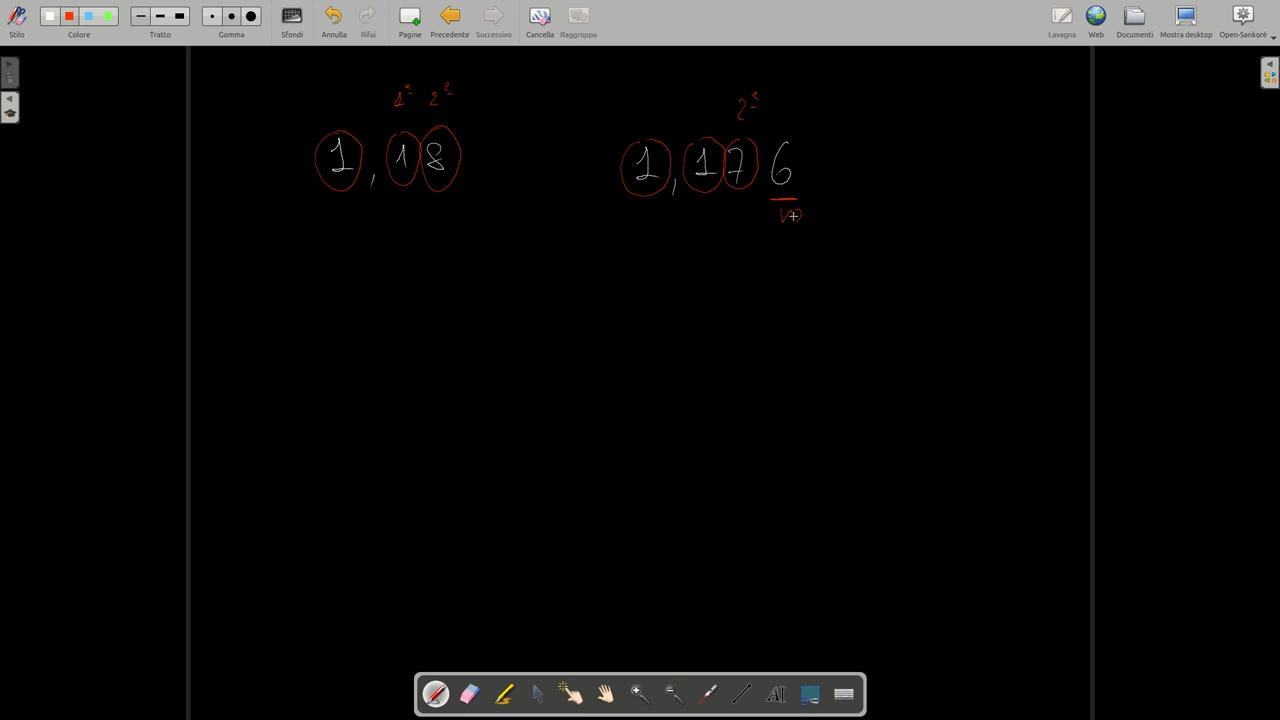 Stilo Colore Tratto Gomma Sfondi Annulla Rifai Pagine Precedente Successivo Cancella Raggruppa Lavagna Web Documenti Mostra desktop Open-Sankoré
1ª 2ª 2ª
1,18 1,176
AI